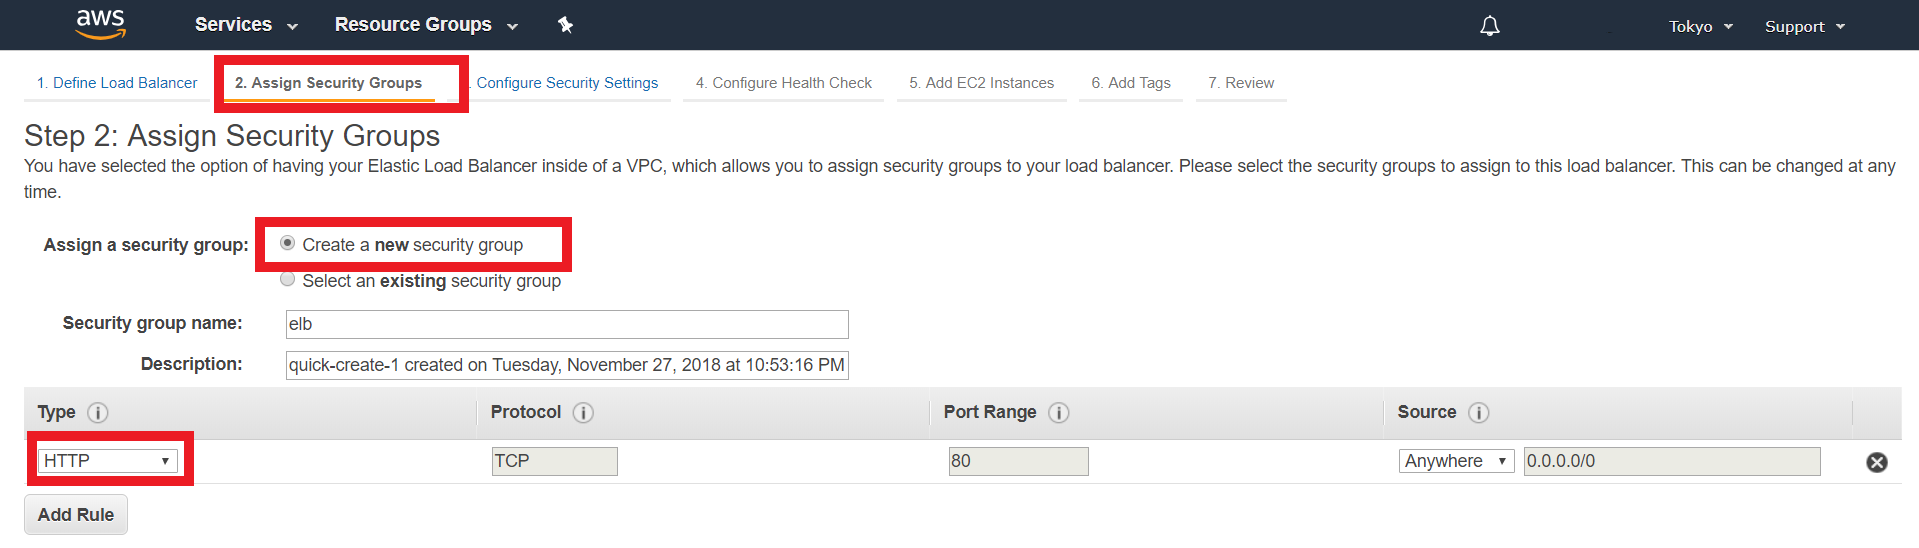 aws Services Resource Groups Tokyo Support
1. Define Load Balancer 2. Assign Security Groups . Configure Security Settings 4. Configure Health Check 5. Add EC2 Instances 6. Add Tags 7. Review
Step 2: Assign Security Groups
You have selected the option of having your Elastic Load Balancer inside of a VPC, which allows you to assign security groups to your load balancer. Please select the security groups to assign to this load balancer. This can be changed at any
time.
Assign a security group: Create a new security group
Select an existing security group
Security group name: elb
Description: quick-create-1 created on Tuesday, November 27, 2018 at 10:53:16 PM
Type Protocol Port Range Source
HTTP TCP 80 Anywhere 0.0.0.0/0
Add Rule